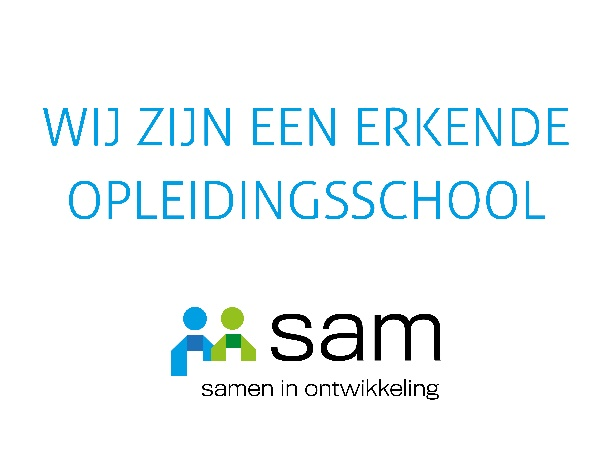 WIJ ZIJN EEN ERKENDE
OPLEIDINGSSCHOOL
sam
samen in ontwikkeling